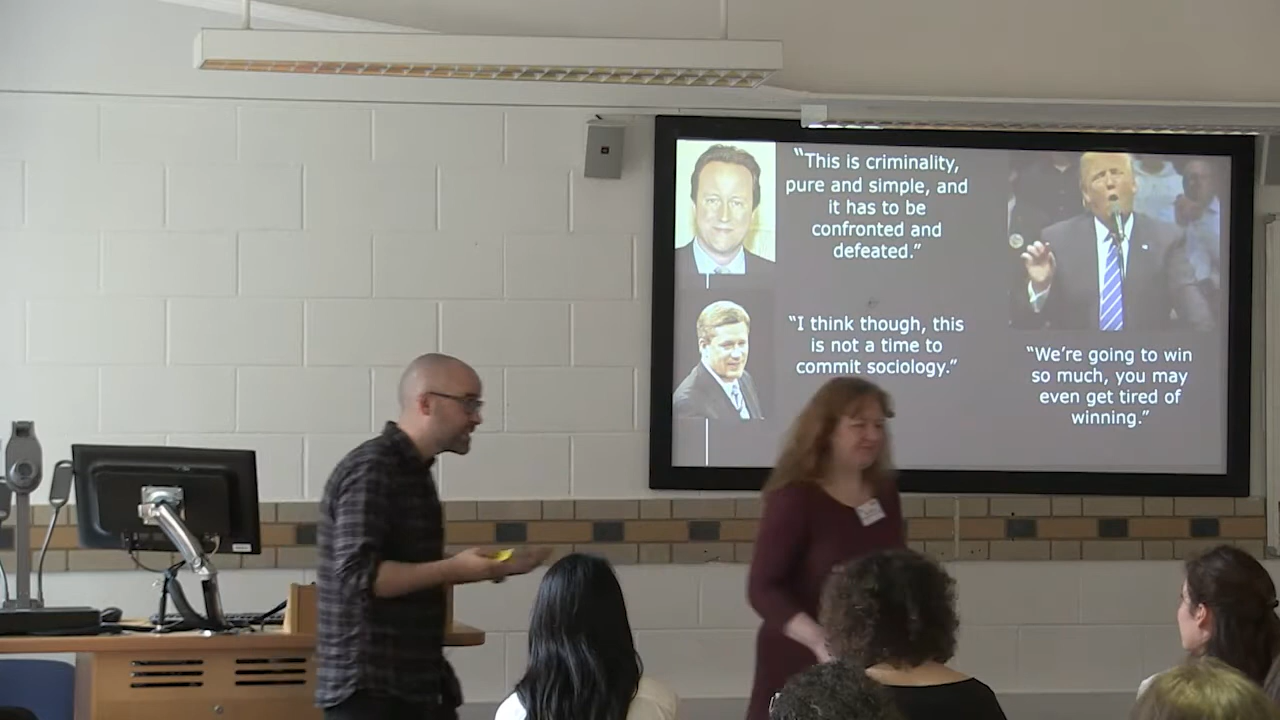 “This is criminality,
pure and simple, and
it has to be
confronted and
defeated.”
“I think though, this
is not a time to
commit sociology.”
“We’re going to win
so much, you may
even get tired of
winning.”